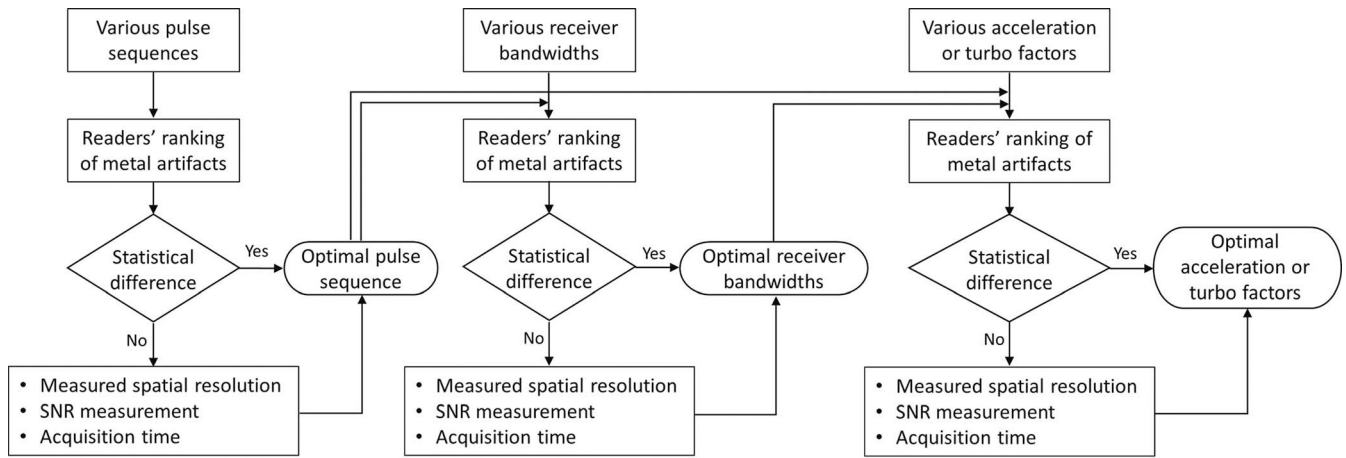 Various pulse
sequences
Readers’ ranking
of metal artifacts
Statistical
difference
Yes
Optimal pulse
sequence
No
• Measured spatial resolution
• SNR measurement
• Acquisition time
Various receiver
bandwidths
Readers’ ranking
of metal artifacts
Statistical
difference
Yes
Optimal receiver
bandwidths
No
• Measured spatial resolution
• SNR measurement
• Acquisition time
Various acceleration
or turbo factors
Readers’ ranking of
metal artifacts
Statistical
difference
Yes
Optimal
acceleration or
turbo factors
No
• Measured spatial resolution
• SNR measurement
• Acquisition time